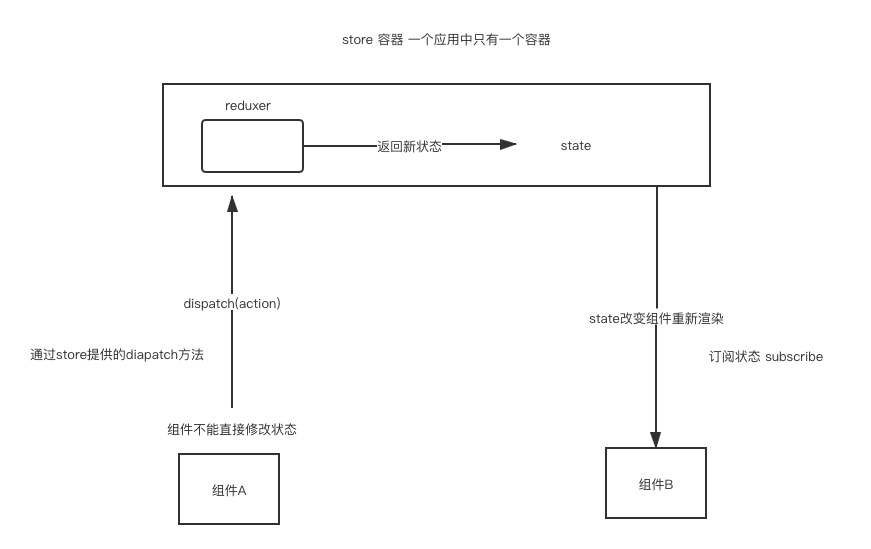 store 容器 一个应用中只有一个容器
reduxer
返回新状态
state
dispatch(action)
state改变组件重新渲染
通过store提供的diapatch方法
订阅状态 subscribe
组件不能直接修改状态
组件A
组件B